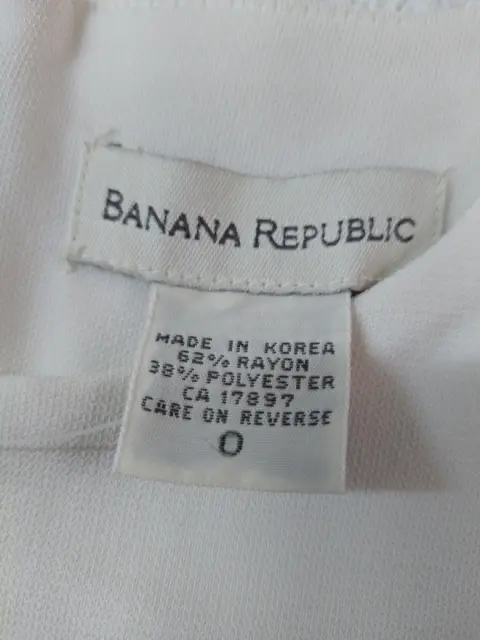 BANANA REPUBLIC
MADE IN KOREA
62% RAYON
38% POLYESTER
CA 17897
CARE ON REVERSE
0